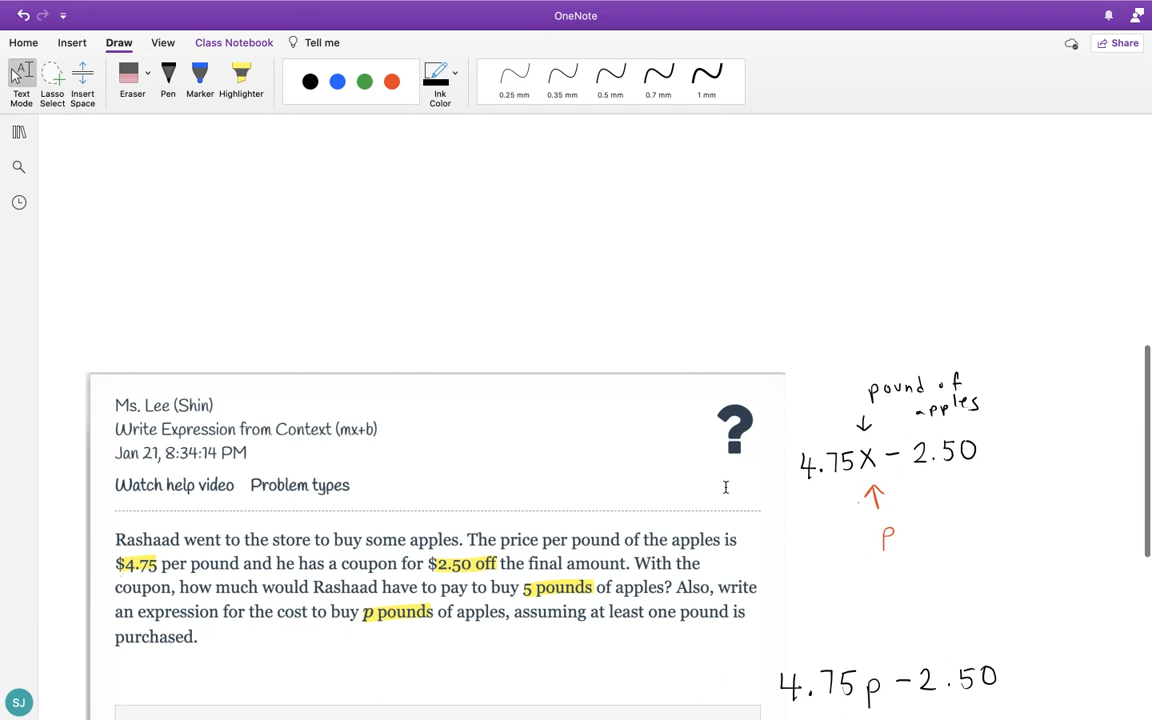 OneNote
Home Insert Draw View Class Notebook Tell me
Share
Text Mode
Lasso Select
Insert Space
Eraser
Pen
Marker
Highlighter
Ink Color
0.25 mm 0.35 mm 0.5 mm 0.7 mm 1 mm
pound of
apples
4.75x - 2.50
p
Ms. Lee (Shin)
Write Expression from Context (mx+b)
Jan 21, 8:34:14 PM
Watch help video Problem types
?
Rashaad went to the store to buy some apples. The price per pound of the apples is
$4.75 per pound and he has a coupon for $2.50 off the final amount. With the
coupon, how much would Rashaad have to pay to buy 5 pounds of apples? Also, write
an expression for the cost to buy p pounds of apples, assuming at least one pound is
purchased.
4.75p - 2.50
SJ